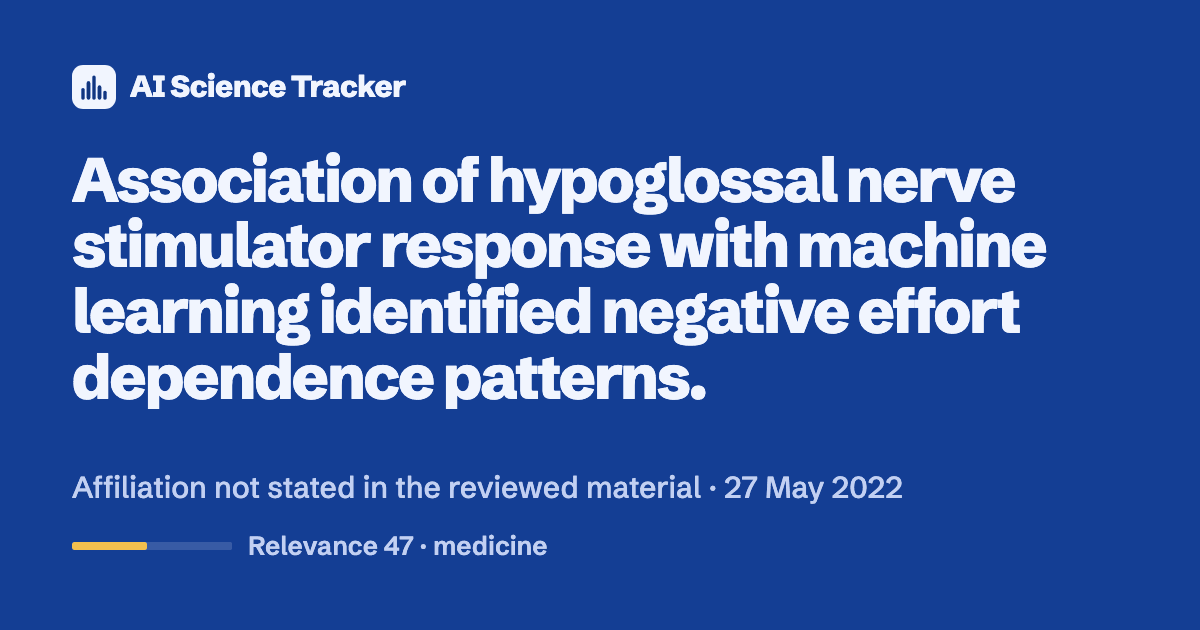 AI Science Tracker
Association of hypoglossal nerve
stimulator response with machine
learning identified negative effort
dependence patterns.
Affiliation not stated in the reviewed material · 27 May 2022
Relevance 47 · medicine